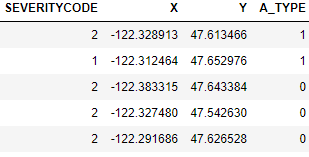 SEVERITYCODE X Y A_TYPE
2 -122.328913 47.613466 1
1 -122.312464 47.652976 1
2 -122.383315 47.643384 0
2 -122.327480 47.542630 0
2 -122.291686 47.626528 0